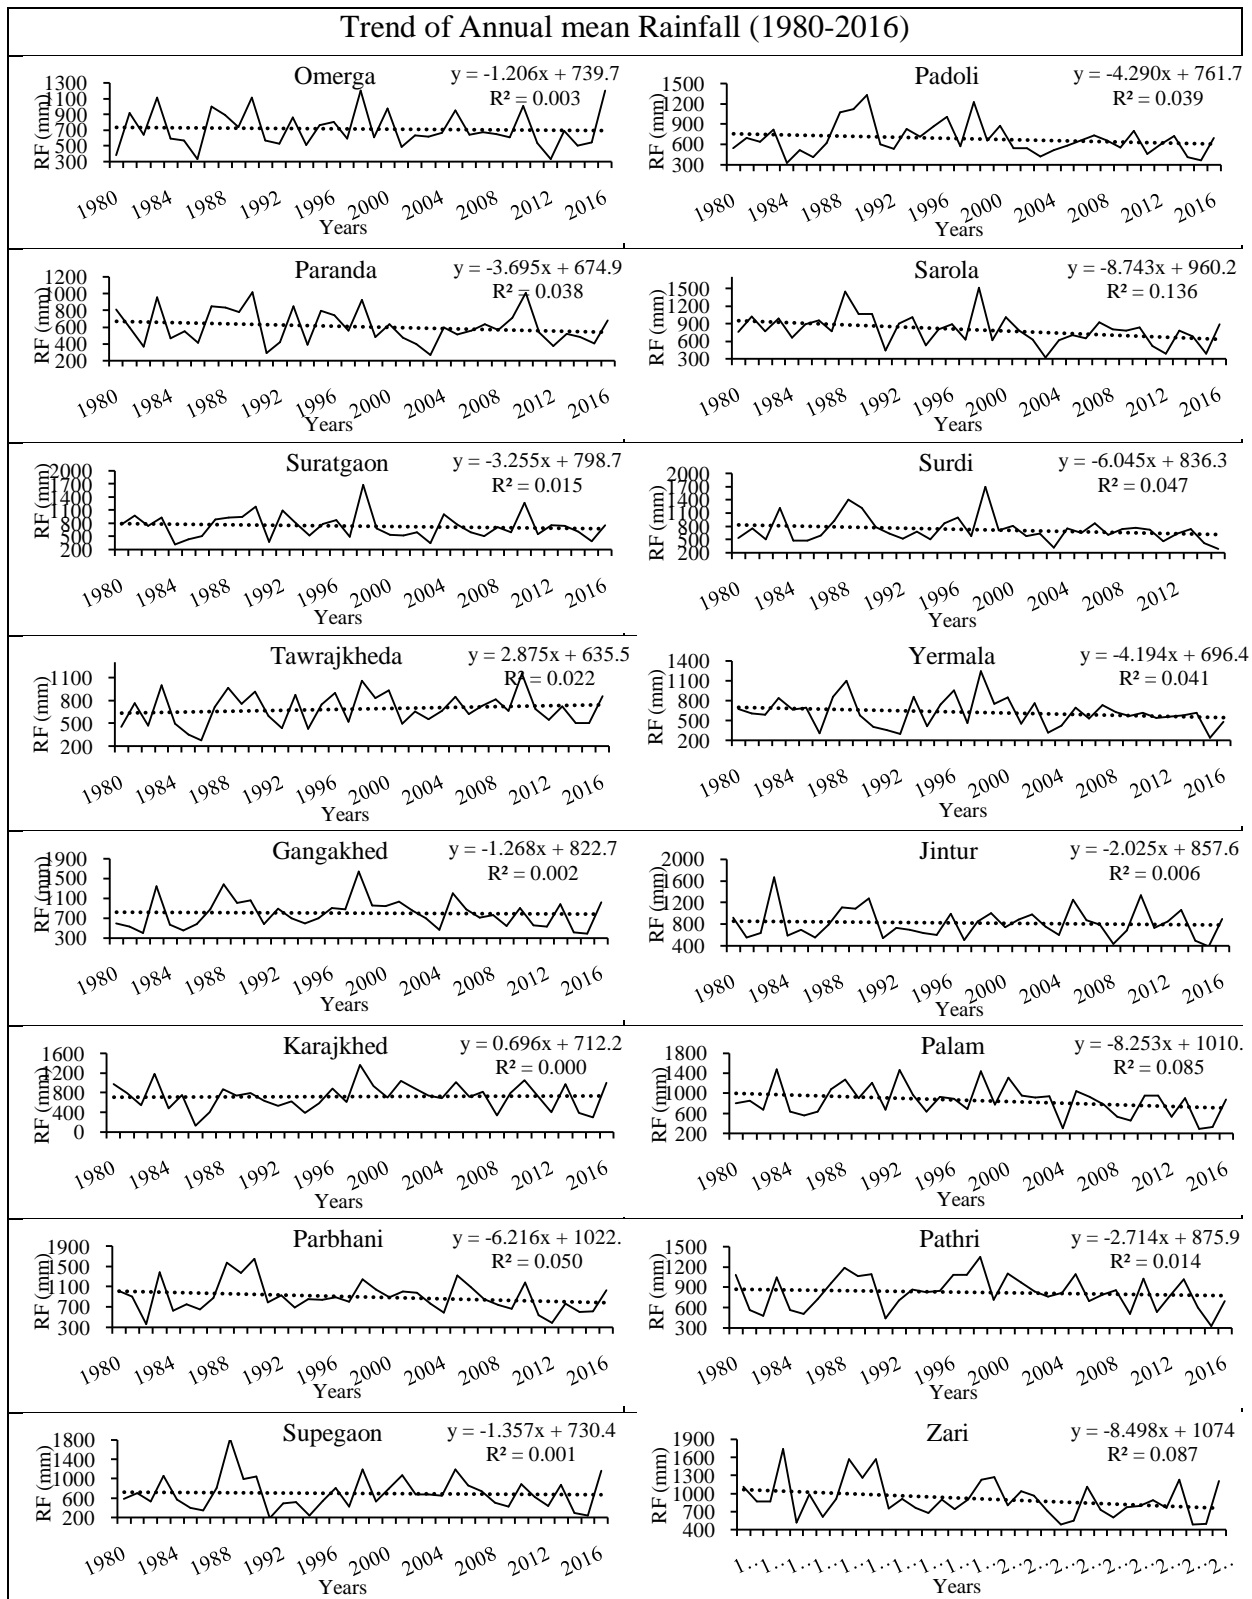 Trend of Annual mean Rainfall (1980-2016)
Omerga
y = -1.206x + 739.7
R² = 0.003
RF (mm)
1300
1100
900
700
500
300
1980 1984 1988 1992 1996 2000 2004 2008 2012 2016
Years
Padoli
y = -4.290x + 761.7
R² = 0.039
RF (mm)
1500
1200
900
600
300
1980 1984 1988 1992 1996 2000 2004 2008 2012 2016
Years
Paranda
y = -3.695x + 674.9
R² = 0.038
RF (mm)
1200
1000
800
600
400
200
1980 1984 1988 1992 1996 2000 2004 2008 2012 2016
Years
Sarola
y = -8.743x + 960.2
R² = 0.136
RF (mm)
1500
1200
900
600
300
1980 1984 1988 1992 1996 2000 2004 2008 2012 2016
Years
Suratgaon
y = -3.255x + 798.7
R² = 0.015
RF (mm)
2000
1700
1400
1100
800
500
200
1980 1984 1988 1992 1996 2000 2004 2008 2012 2016
Years
Surdi
y = -6.045x + 836.3
R² = 0.047
RF (mm)
2000
1700
1400
1100
800
500
200
1980 1984 1988 1992 1996 2000 2004 2008 2012
Years
Tawrajkheda
y = 2.875x + 635.5
R² = 0.022
RF (mm)
1100
800
500
200
1980 1984 1988 1992 1996 2000 2004 2008 2012 2016
Years
Yermala
y = -4.194x + 696.4
R² = 0.041
RF (mm)
1400
1100
800
500
200
1980 1984 1988 1992 1996 2000 2004 2008 2012 2016
Years
Gangakhed
y = -1.268x + 822.7
R² = 0.002
RF (mm)
1900
1500
1100
700
300
1980 1984 1988 1992 1996 2000 2004 2008 2012 2016
Years
Jintur
y = -2.025x + 857.6
R² = 0.006
RF (mm)
2000
1600
1200
800
400
1980 1984 1988 1992 1996 2000 2004 2008 2012 2016
Years
Karajkhed
y = 0.696x + 712.2
R² = 0.000
RF (mm)
1600
1200
800
400
0
1980 1984 1988 1992 1996 2000 2004 2008 2012 2016
Years
Palam
y = -8.253x + 1010.
R² = 0.085
RF (mm)
1800
1400
1000
600
200
1980 1984 1988 1992 1996 2000 2004 2008 2012 2016
Years
Parbhani
y = -6.216x + 1022.
R² = 0.050
RF (mm)
1900
1500
1100
700
300
1980 1984 1988 1992 1996 2000 2004 2008 2012 2016
Years
Pathri
y = -2.714x + 875.9
R² = 0.014
RF (mm)
1500
1200
900
600
300
1980 1984 1988 1992 1996 2000 2004 2008 2012 2016
Years
Supegaon
y = -1.357x + 730.4
R² = 0.001
RF (mm)
1800
1400
1000
600
200
1980 1984 1988 1992 1996 2000 2004 2008 2012 2016
Years
Zari
y = -8.498x + 1074
R² = 0.087
RF (mm)
1900
1600
1300
1000
700
400
1… 1… 1… 1… 1… 1… 1… 1… 1… 1… 2… 2… 2… 2… 2… 2… 2… 2… 2…
Years